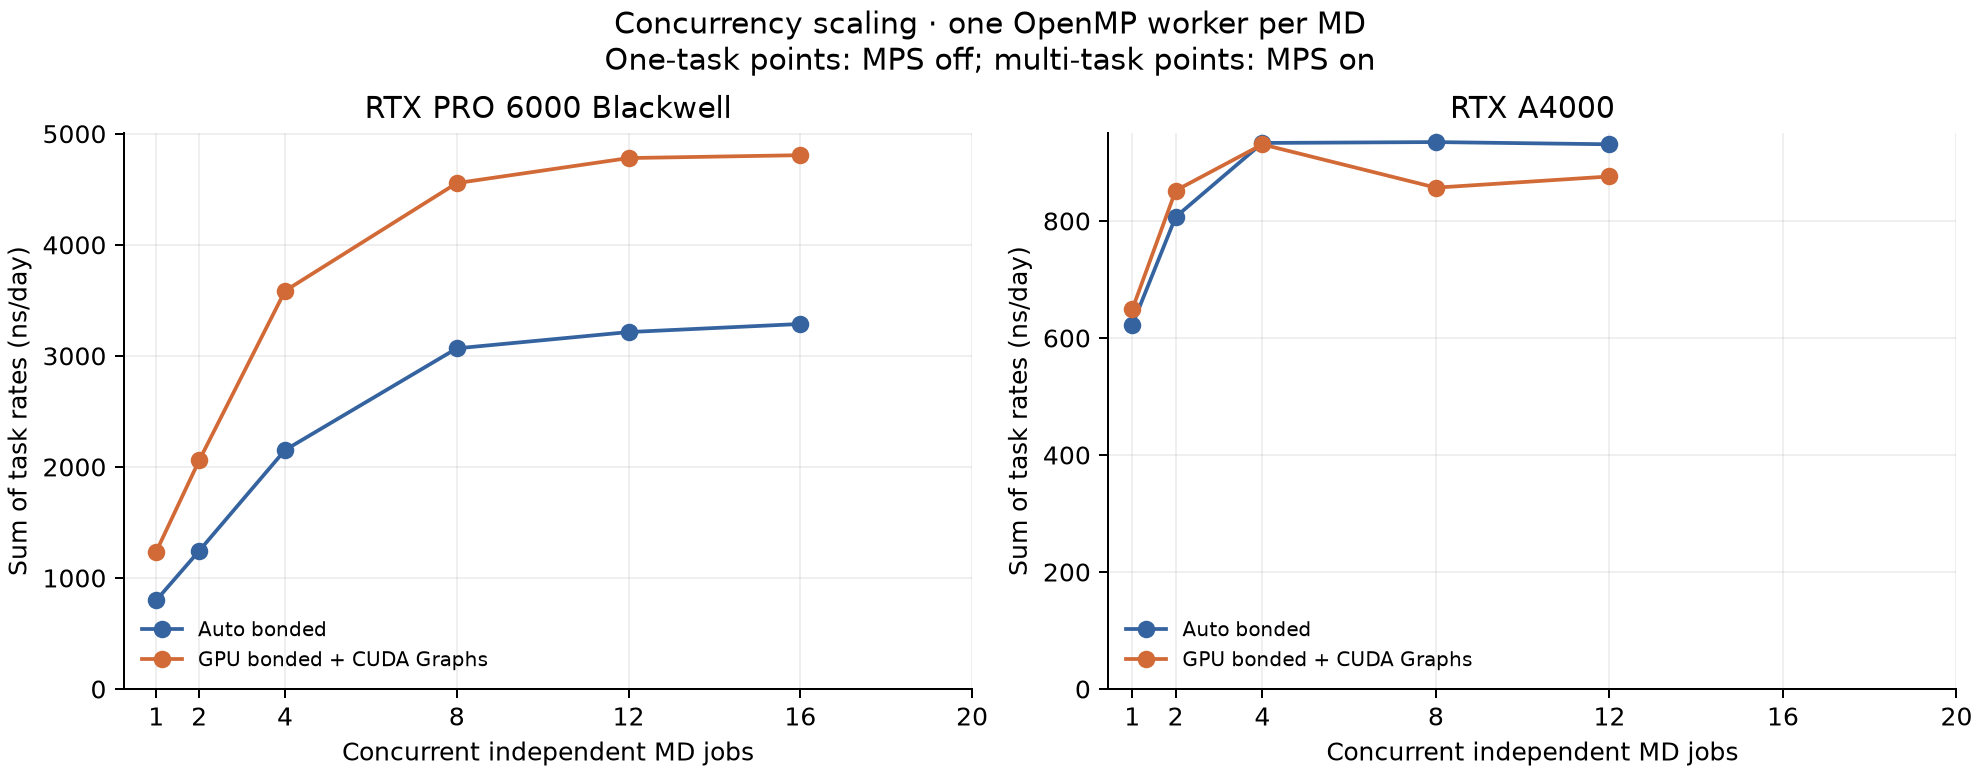 Concurrency scaling · one OpenMP worker per MD
One-task points: MPS off; multi-task points: MPS on
RTX PRO 6000 Blackwell
5000
4000
3000
2000
1000
0
Sum of task rates (ns/day)
Auto bonded
GPU bonded + CUDA Graphs
1 2 4 8 12 16 20
Concurrent independent MD jobs
RTX A4000
800
600
400
200
0
Sum of task rates (ns/day)
Auto bonded
GPU bonded + CUDA Graphs
1 2 4 8 12 16 20
Concurrent independent MD jobs